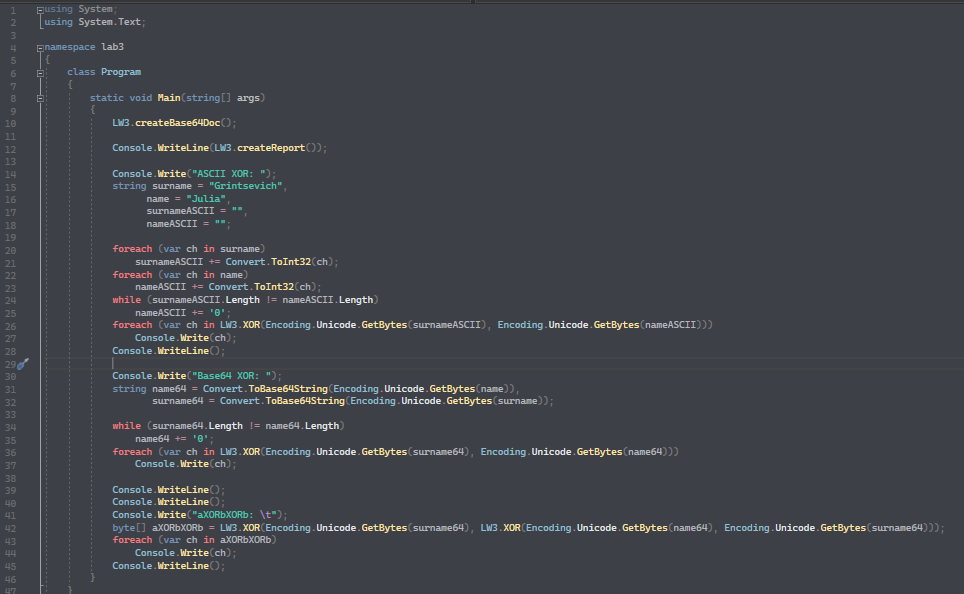 1 using System;
2 using System.Text;
3
4 namespace lab3
5 {
6 class Program
7 {
8 static void Main(string[] args)
9 {
10 LW3.createBase64Doc();
11
12 Console.WriteLine(LW3.createReport());
13
14 Console.Write("ASCII XOR: ");
15 string surname = "Grintsevich",
16 name = "Julia",
17 surnameASCII = "",
18 nameASCII = "";
19
20 foreach (var ch in surname)
21 surnameASCII += Convert.ToInt32(ch);
22 foreach (var ch in name)
23 nameASCII += Convert.ToInt32(ch);
24 while (surnameASCII.Length != nameASCII.Length)
25 nameASCII += '0';
26 foreach (var ch in LW3.XOR(Encoding.Unicode.GetBytes(surnameASCII), Encoding.Unicode.GetBytes(nameASCII)))
27 Console.Write(ch);
28 Console.WriteLine();
29
30 Console.Write("Base64 XOR: ");
31 string name64 = Convert.ToBase64String(Encoding.Unicode.GetBytes(name)),
32 surname64 = Convert.ToBase64String(Encoding.Unicode.GetBytes(surname));
33
34 while (surname64.Length != name64.Length)
35 name64 += '0';
36 foreach (var ch in LW3.XOR(Encoding.Unicode.GetBytes(surname64), Encoding.Unicode.GetBytes(name64)))
37 Console.Write(ch);
38
39 Console.WriteLine();
40 Console.WriteLine();
41 Console.Write("aXORbXORb: \t");
42 byte[] aXORbXORb = LW3.XOR(Encoding.Unicode.GetBytes(surname64), LW3.XOR(Encoding.Unicode.GetBytes(name64), Encoding.Unicode.GetBytes(surname64)));
43 foreach (var ch in aXORbXORb)
44 Console.Write(ch);
45 Console.WriteLine();
46 }
47 }